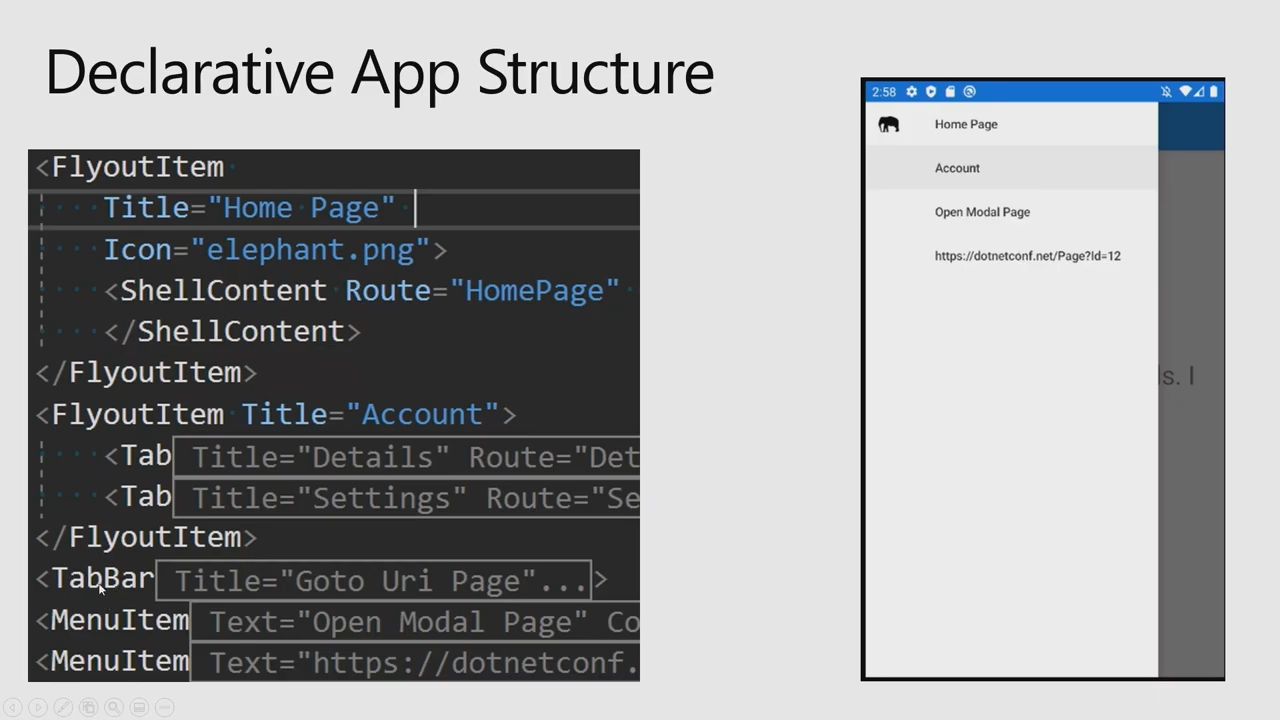 Declarative App Structure
<FlyoutItem
Title="Home Page"
Icon="elephant.png">
<ShellContent Route="HomePage"
</ShellContent>
</FlyoutItem>
<FlyoutItem Title="Account">
<Tab Title="Details" Route="Det
<Tab Title="Settings" Route="Se
</FlyoutItem>
<TabBar Title="Goto Uri Page"...>
<MenuItem Text="Open Modal Page" Co
<MenuItem Text="https://dotnetconf.
2:58
Home Page
Account
Open Modal Page
https://dotnetconf.net/Page?Id=12
ls. I